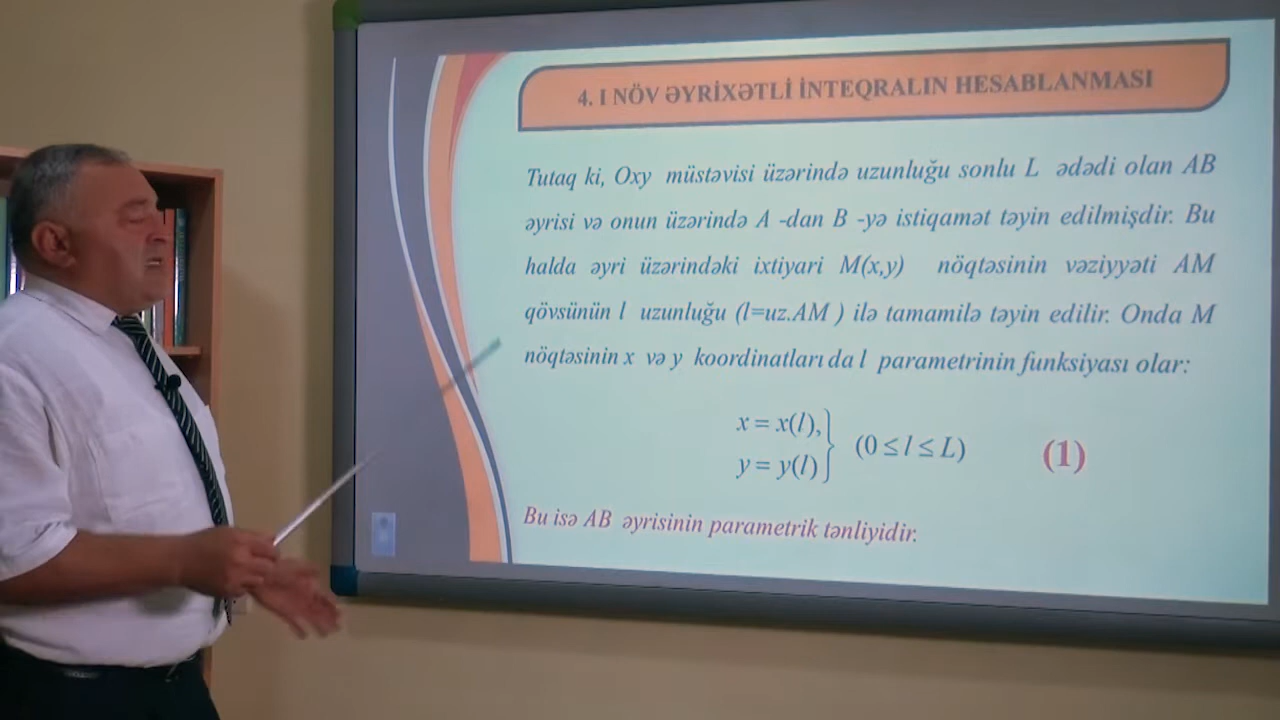 4. I NÖV ƏYRİXƏTLİ İNTEQRALIN HESABLANMASI
Tutaq ki, Oxy müstəvisi üzərində uzunluğu sonlu L ədədi olan AB
əyrisi və onun üzərində A -dan B -yə istiqamət təyin edilmişdir. Bu
halda əyri üzərindəki ixtiyari M(x,y) nöqtəsinin vəziyyəti AM
qövsünün l uzunluğu (l=uz.AM ) ilə tamamilə təyin edilir. Onda M
nöqtəsinin x və y koordinatları da l parametrinin funksiyası olar:
x = x(l),
y = y(l)} (0 ≤ l ≤ L) (1)
Bu isə AB əyrisinin parametrik tənliyidir.